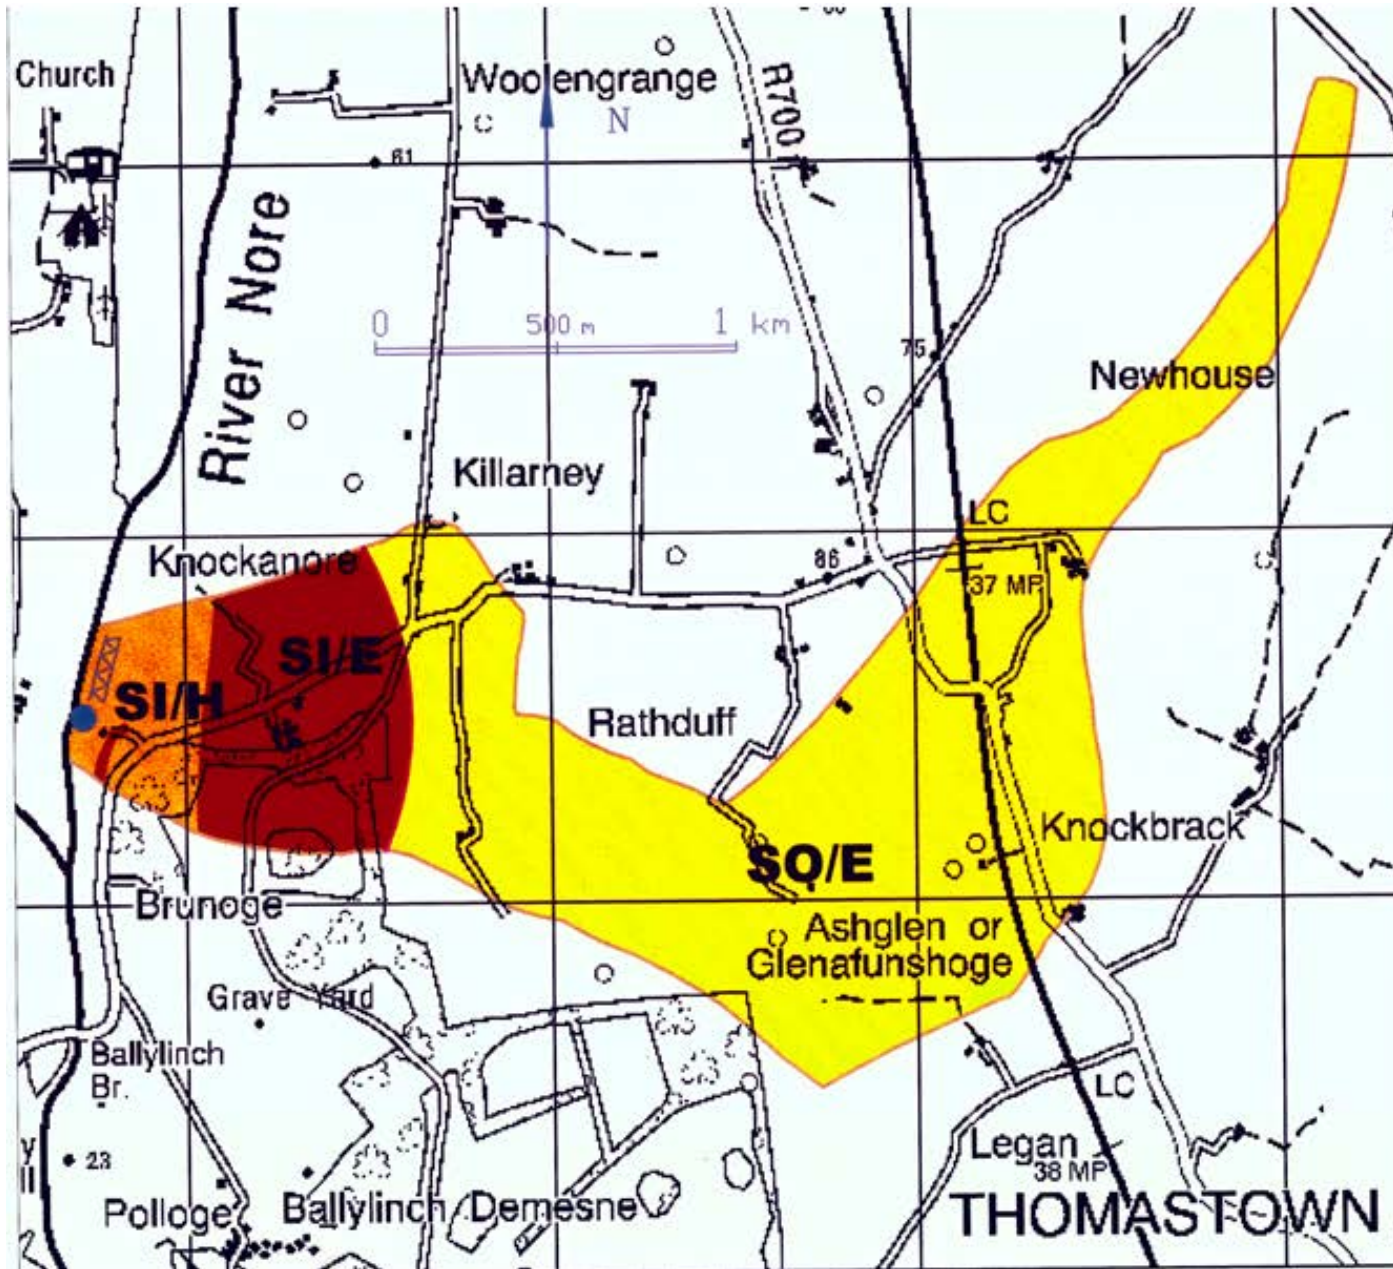 Church
Woolengrange
R700
N
61
River Nore
0 500 m 1 km
75
Newhouse
Killarney
LC
Knockanore
86
37 MP
SI/E
SI/H
Rathduff
Knockbrack
SO/E
Brunoge
Ashglen or
Glenafunshoge
Grave Yard
Ballylinch
Br.
LC
Legan
38 MP
23
Polloge
Ballylinch Demesne
THOMASTOWN